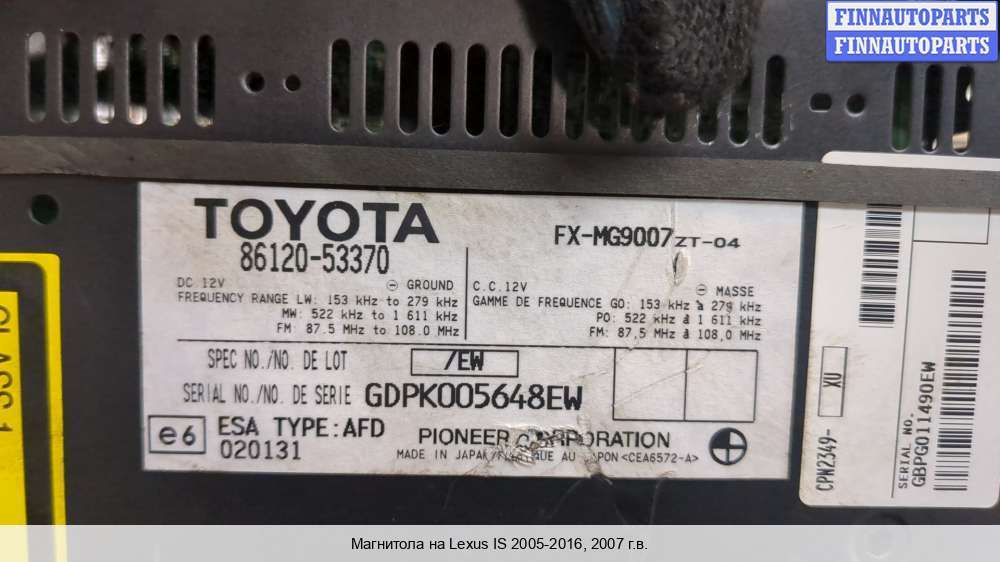 FINNAUTOPARTS
FINNAUTOPARTS
TOYOTA
86120-53370
FX-MG9007 ZT-04
DC.12V ⊖ GROUND
FREQUENCY RANGE LW: 153 kHz to 279 kHz
MW: 522 kHz to 1 611 kHz
FM: 87.5 MHz to 108.0 MHz
C.C.12V ⊖ MASSE
GAMME DE FREQUENCE GO: 153 kHz à 279 kHz
PO: 522 kHz à 1 611 kHz
FM: 87,5 MHz à 108,0 MHz
SPEC NO./NO. DE LOT /EW
SERIAL NO./NO. DE SERIE GDPK005648EW
e6 ESA TYPE:AFD
020131
PIONEER CORPORATION
MADE IN JAPAN AU JAPON <CEA6572-A>
CPN2349-
XU
SERIAL NO.
GBPG011490EW
CLASS 1
Магнитола на Lexus IS 2005-2016, 2007 г.в.